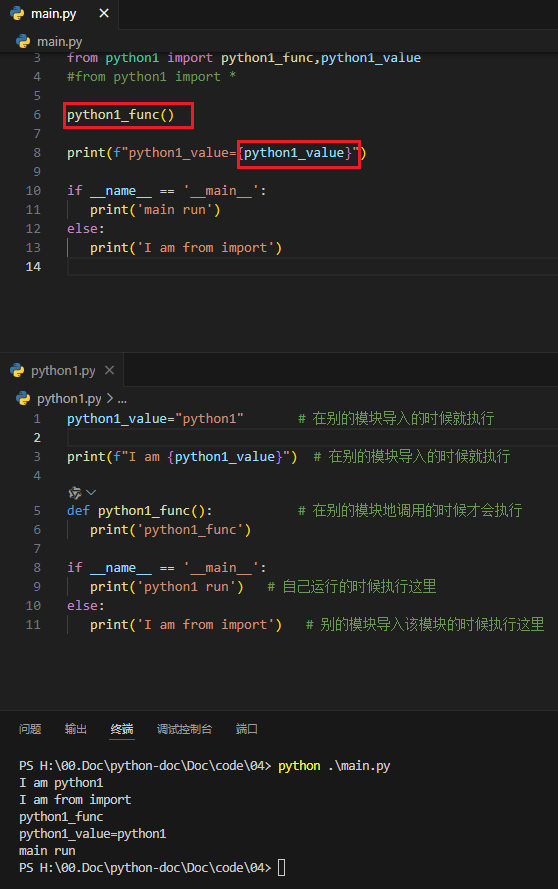 main.py ×
main.py
3 from python1 import python1_func,python1_value
4 #from python1 import *
5
6 python1_func()
7
8 print(f"python1_value={python1_value}")
9
10 if __name__ == '__main__':
11 print('main run')
12 else:
13 print('I am from import')
14
python1.py ×
python1.py > ...
1 python1_value="python1" # 在别的模块导入的时候就执行
2
3 print(f"I am {python1_value}") # 在别的模块导入的时候就执行
4
5 def python1_func(): # 在别的模块地调用的时候才会执行
6 print('python1_func')
7
8 if __name__ == '__main__':
9 print('python1 run') # 自己运行的时候执行这里
10 else:
11 print('I am from import') # 别的模块导入该模块的时候执行这里
问题 输出 终端 调试控制台 端口
PS H:\00.Doc\python-doc\Doc\code\04> python .\main.py
I am python1
I am from import
python1_func
python1_value=python1
main run
PS H:\00.Doc\python-doc\Doc\code\04>